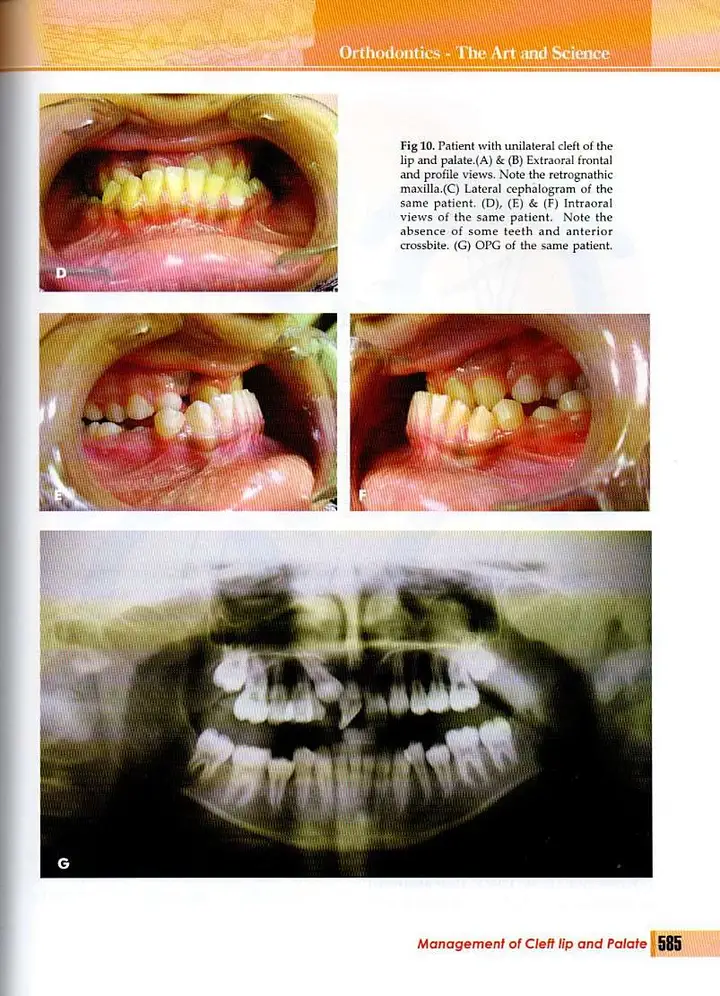 Orthodontics - The Art and Science
Fig 10. Patient with unilateral cleft of the
lip and palate.(A) & (B) Extraoral frontal
and profile views. Note the retrognathic
maxilla.(C) Lateral cephalogram of the
same patient. (D), (E) & (F) Intraoral
views of the same patient. Note the
absence of some teeth and anterior
crossbite. (G) OPG of the same patient.
D
E
F
G
Management of Cleft lip and Palate 585